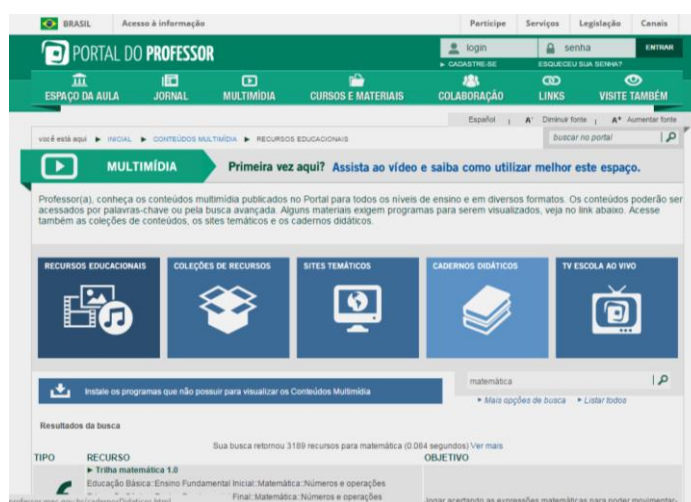 BRASIL Acesso à informação Participe Serviços Legislação Canais
PORTAL DO PROFESSOR login senha ENTRAR
CADASTRE-SE ESQUECEU SUA SENHA?
ESPAÇO DA AULA JORNAL MULTIMÍDIA CURSOS E MATERIAIS COLABORAÇÃO LINKS VISITE TAMBÉM
Español A- Diminuir fonte A+ Aumentar fonte
você está aqui INICIAL CONTEÚDOS MULTIMÍDIA RECURSOS EDUCACIONAIS buscar no portal
MULTIMÍDIA Primeira vez aqui? Assista ao vídeo e saiba como utilizar melhor este espaço.
Professor(a), conheça os conteúdos multimídia publicados no Portal para todos os níveis de ensino e em diversos formatos. Os conteúdos poderão ser
acessados por palavras-chave ou pela busca avançada. Alguns materiais exigem programas para serem visualizados, veja no link abaixo. Acesse
também as coleções de conteúdos, os sites temáticos e os cadernos didáticos.
RECURSOS EDUCACIONAIS COLEÇÕES DE RECURSOS SITES TEMÁTICOS CADERNOS DIDÁTICOS TV ESCOLA AO VIVO
matemática
Instale os programas que não possuir para visualizar os Conteúdos Multimídia
Mais opções de busca Listar todos
Resultados da busca
Sua busca retornou 3189 recursos para matemática (0.084 segundos) Ver mais
TIPO RECURSO OBJETIVO
Trilha matemática 1.0
Educação Básica::Ensino Fundamental Inicial::Matemática::Números e operações
Final::Matemática::Números e operações
jogar acertando as expressões matemáticas para poder movimentar